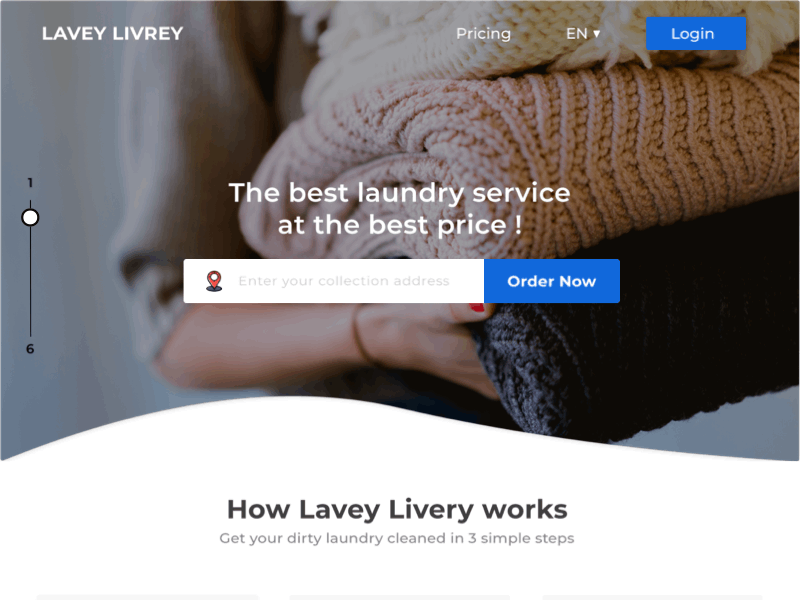 LAVEY LIVREY
Pricing
EN ▾
Login
1
6
The best laundry service
at the best price !
Enter your collection address
Order Now
How Lavey Livery works
Get your dirty laundry cleaned in 3 simple steps